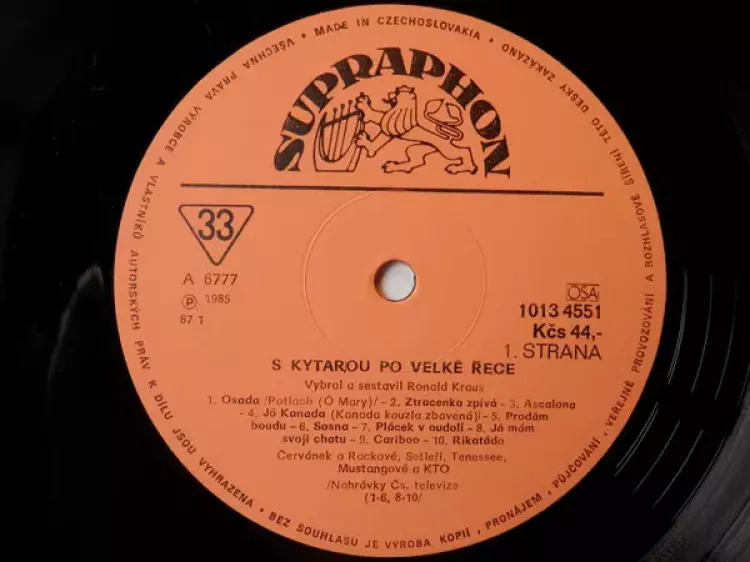 MADE IN CZECHOSLOVAKIA • VŠECHNA PRÁVA VÝROBCE A VLASTNÍKŮ AUTORSKÝCH PRÁV K DÍLU JSOU VYHRAZENA • BEZ SOUHLASU JE VÝROBA KOPIÍ, PRONÁJEM, PŮJČOVÁNÍ, VEŘEJNÉ PROVOZOVÁNÍ A ROZHLASOVÉ ŠÍŘENÍ TÉTO DESKY ZAKÁZÁNO •
SUPRAPHON
33
A 6777
Ⓟ 1985
87 1
OSA
1013 4551
Kčs 44,-
1. STRANA
S KYTAROU PO VELKÉ ŘECE
Vybral a sestavil Ronald Kraus
1. Osada /Potlach (Ó Mary)/ – 2. Ztracenka zpívá – 3. Ascalona
– 4. Jó Kanada (Kanada kouzla zbavená)/ – 5. Prodám
boudu – 6. Sosna – 7. Plácek v oudolí – 8. Já mám
svoji chatu – 9. Cariboo – 10. Rikatádo
Červánek a Rackové, Setleři, Tenessee,
Mustangové a KTO
/Nahrávky Čs. televize
(1-6, 8-10/